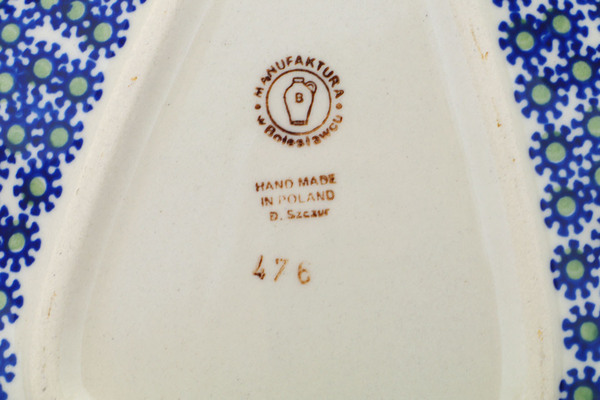 MANUFAKTURA
B
w Bolesławcu
HAND MADE
IN POLAND
D. Szczur
476